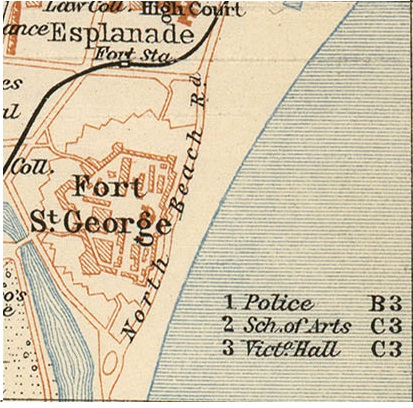 Law Coll. High Court
ance Esplanade
Fort Sta.
es
al
Coll.
Fort
St. George
North Beach Rd
o's
e
1 Police B3
2 Sch. of Arts C3
3 Victa. Hall C3